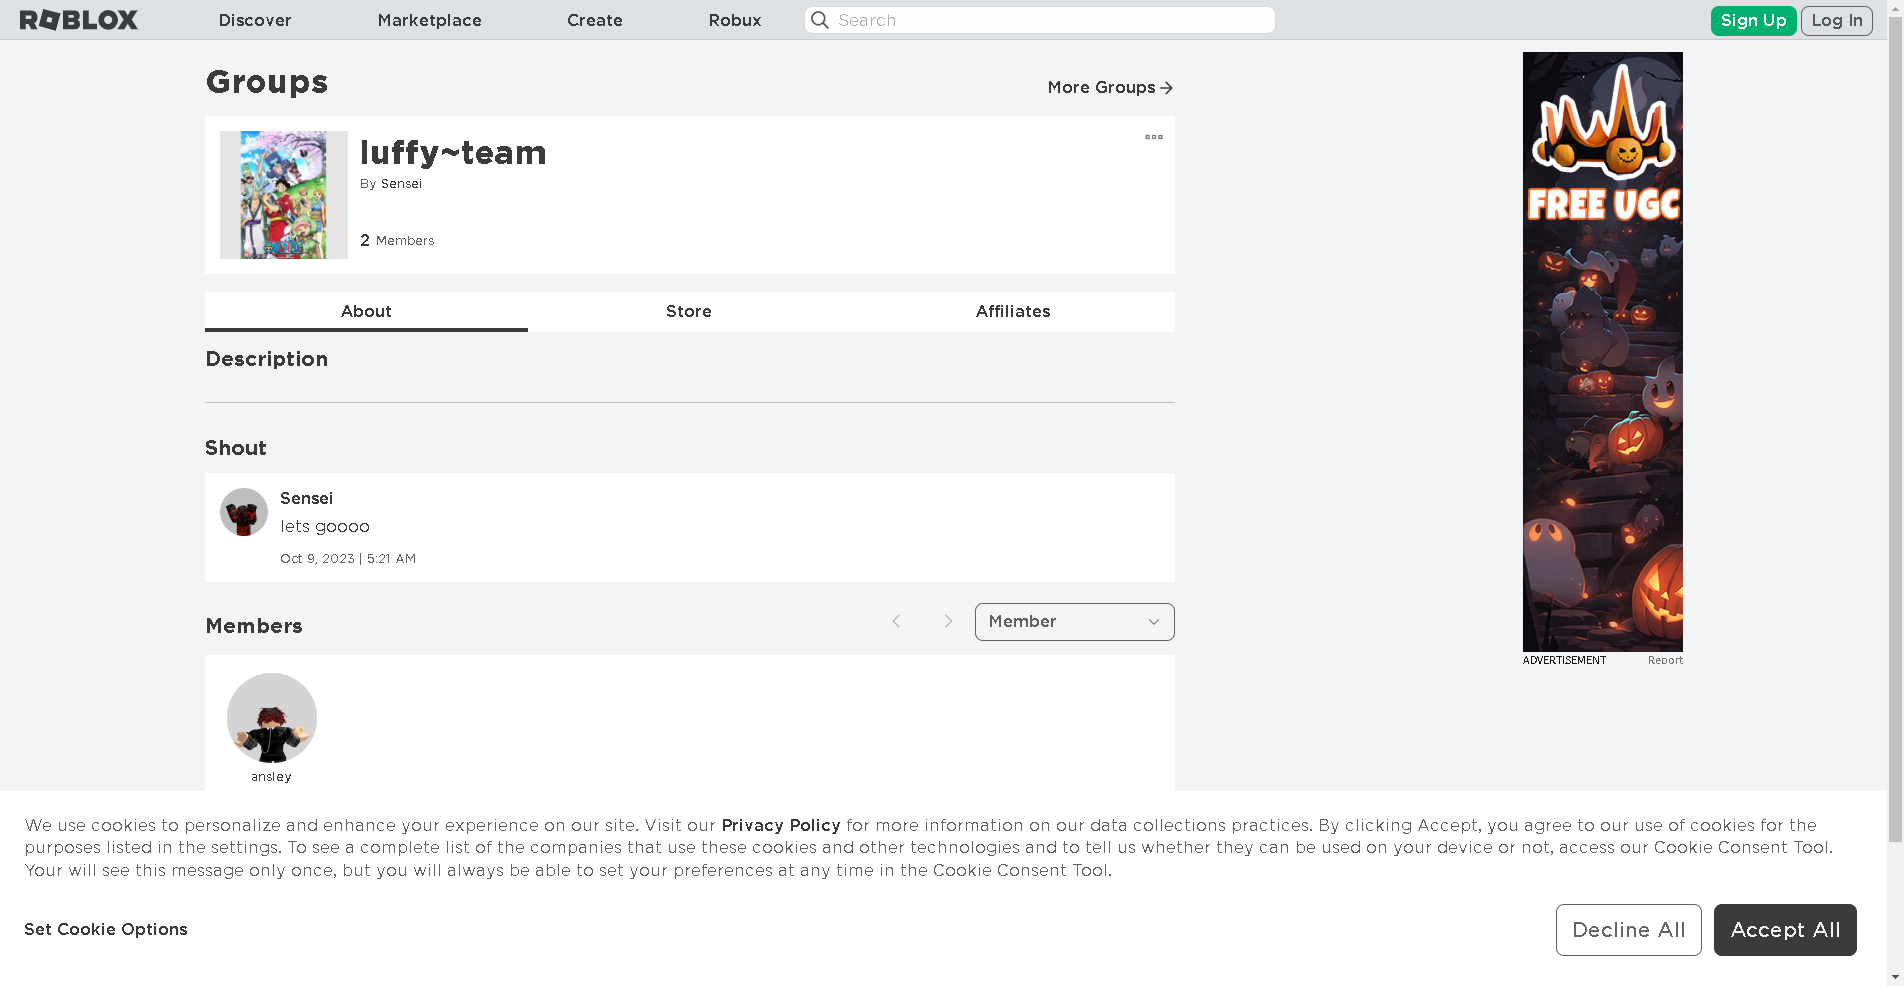 ROBLOX
Discover
Marketplace
Create
Robux
Search
Sign Up
Log In
Groups
More Groups
luffy~team
By Sensei
2 Members
About
Store
Affiliates
Description
Shout
Sensei
lets goooo
Oct 9, 2023 | 5:21 AM
Members
Member
ansley
FREE UGC
ADVERTISEMENT
Report
We use cookies to personalize and enhance your experience on our site. Visit our Privacy Policy for more information on our data collections practices. By clicking Accept, you agree to our use of cookies for the
purposes listed in the settings. To see a complete list of the companies that use these cookies and other technologies and to tell us whether they can be used on your device or not, access our Cookie Consent Tool.
Your will see this message only once, but you will always be able to set your preferences at any time in the Cookie Consent Tool.
Set Cookie Options
Decline All
Accept All